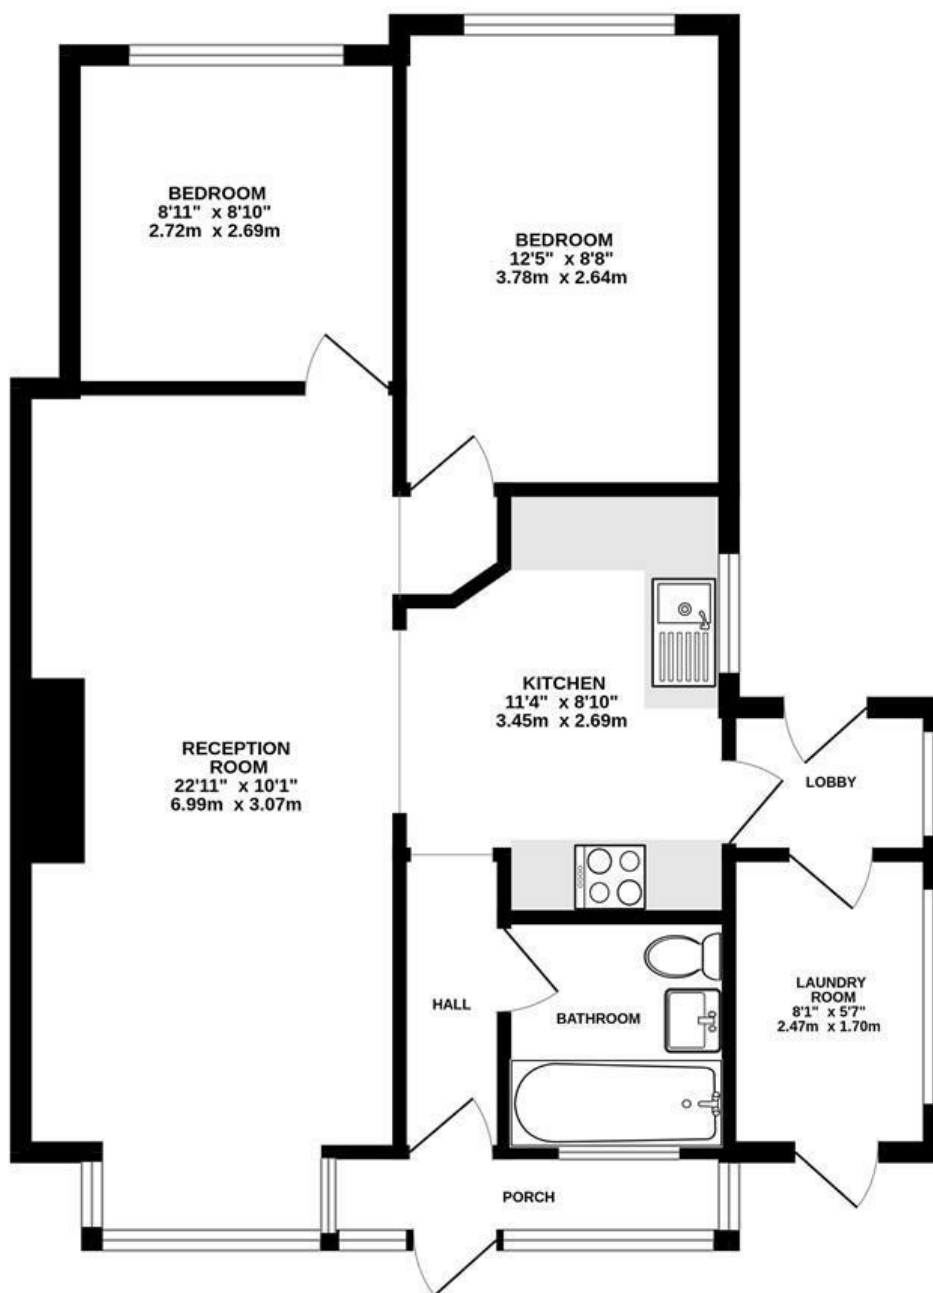 BEDROOM
8'11" x 8'10"
2.72m x 2.69m
BEDROOM
12'5" x 8'8"
3.78m x 2.64m
KITCHEN
11'4" x 8'10"
3.45m x 2.69m
RECEPTION
ROOM
22'11" x 10'1"
6.99m x 3.07m
LOBBY
HALL
BATHROOM
LAUNDRY
ROOM
8'1" x 5'7"
2.47m x 1.70m
PORCH